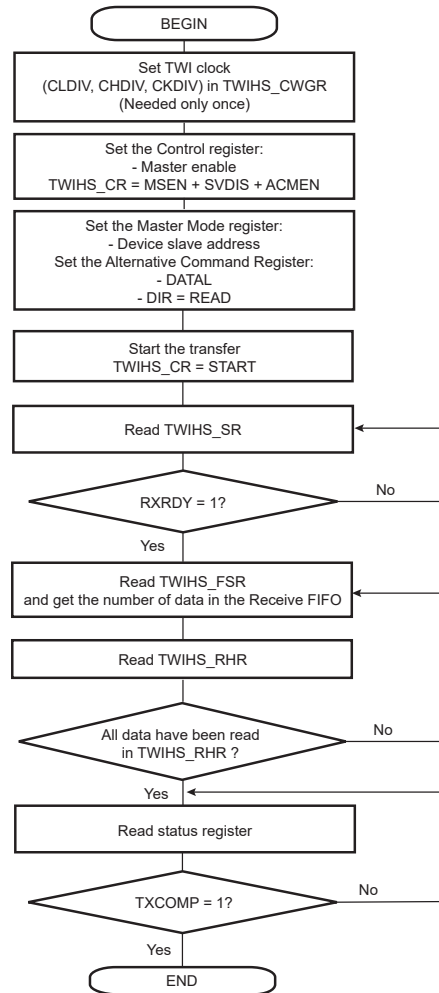 BEGIN
Set TWI clock
(CLDIV, CHDIV, CKDIV) in TWIHS_CWGR
(Needed only once)
Set the Control register:
- Master enable
TWIHS_CR = MSEN + SVDIS + ACMEN
Set the Master Mode register:
- Device slave address
Set the Alternative Command Register:
- DATAL
- DIR = READ
Start the transfer
TWIHS_CR = START
Read TWIHS_SR
RXRDY = 1?
No
Yes
Read TWIHS_FSR
and get the number of data in the Receive FIFO
Read TWIHS_RHR
All data have been read
in TWIHS_RHR ?
No
Yes
Read status register
TXCOMP = 1?
No
Yes
END